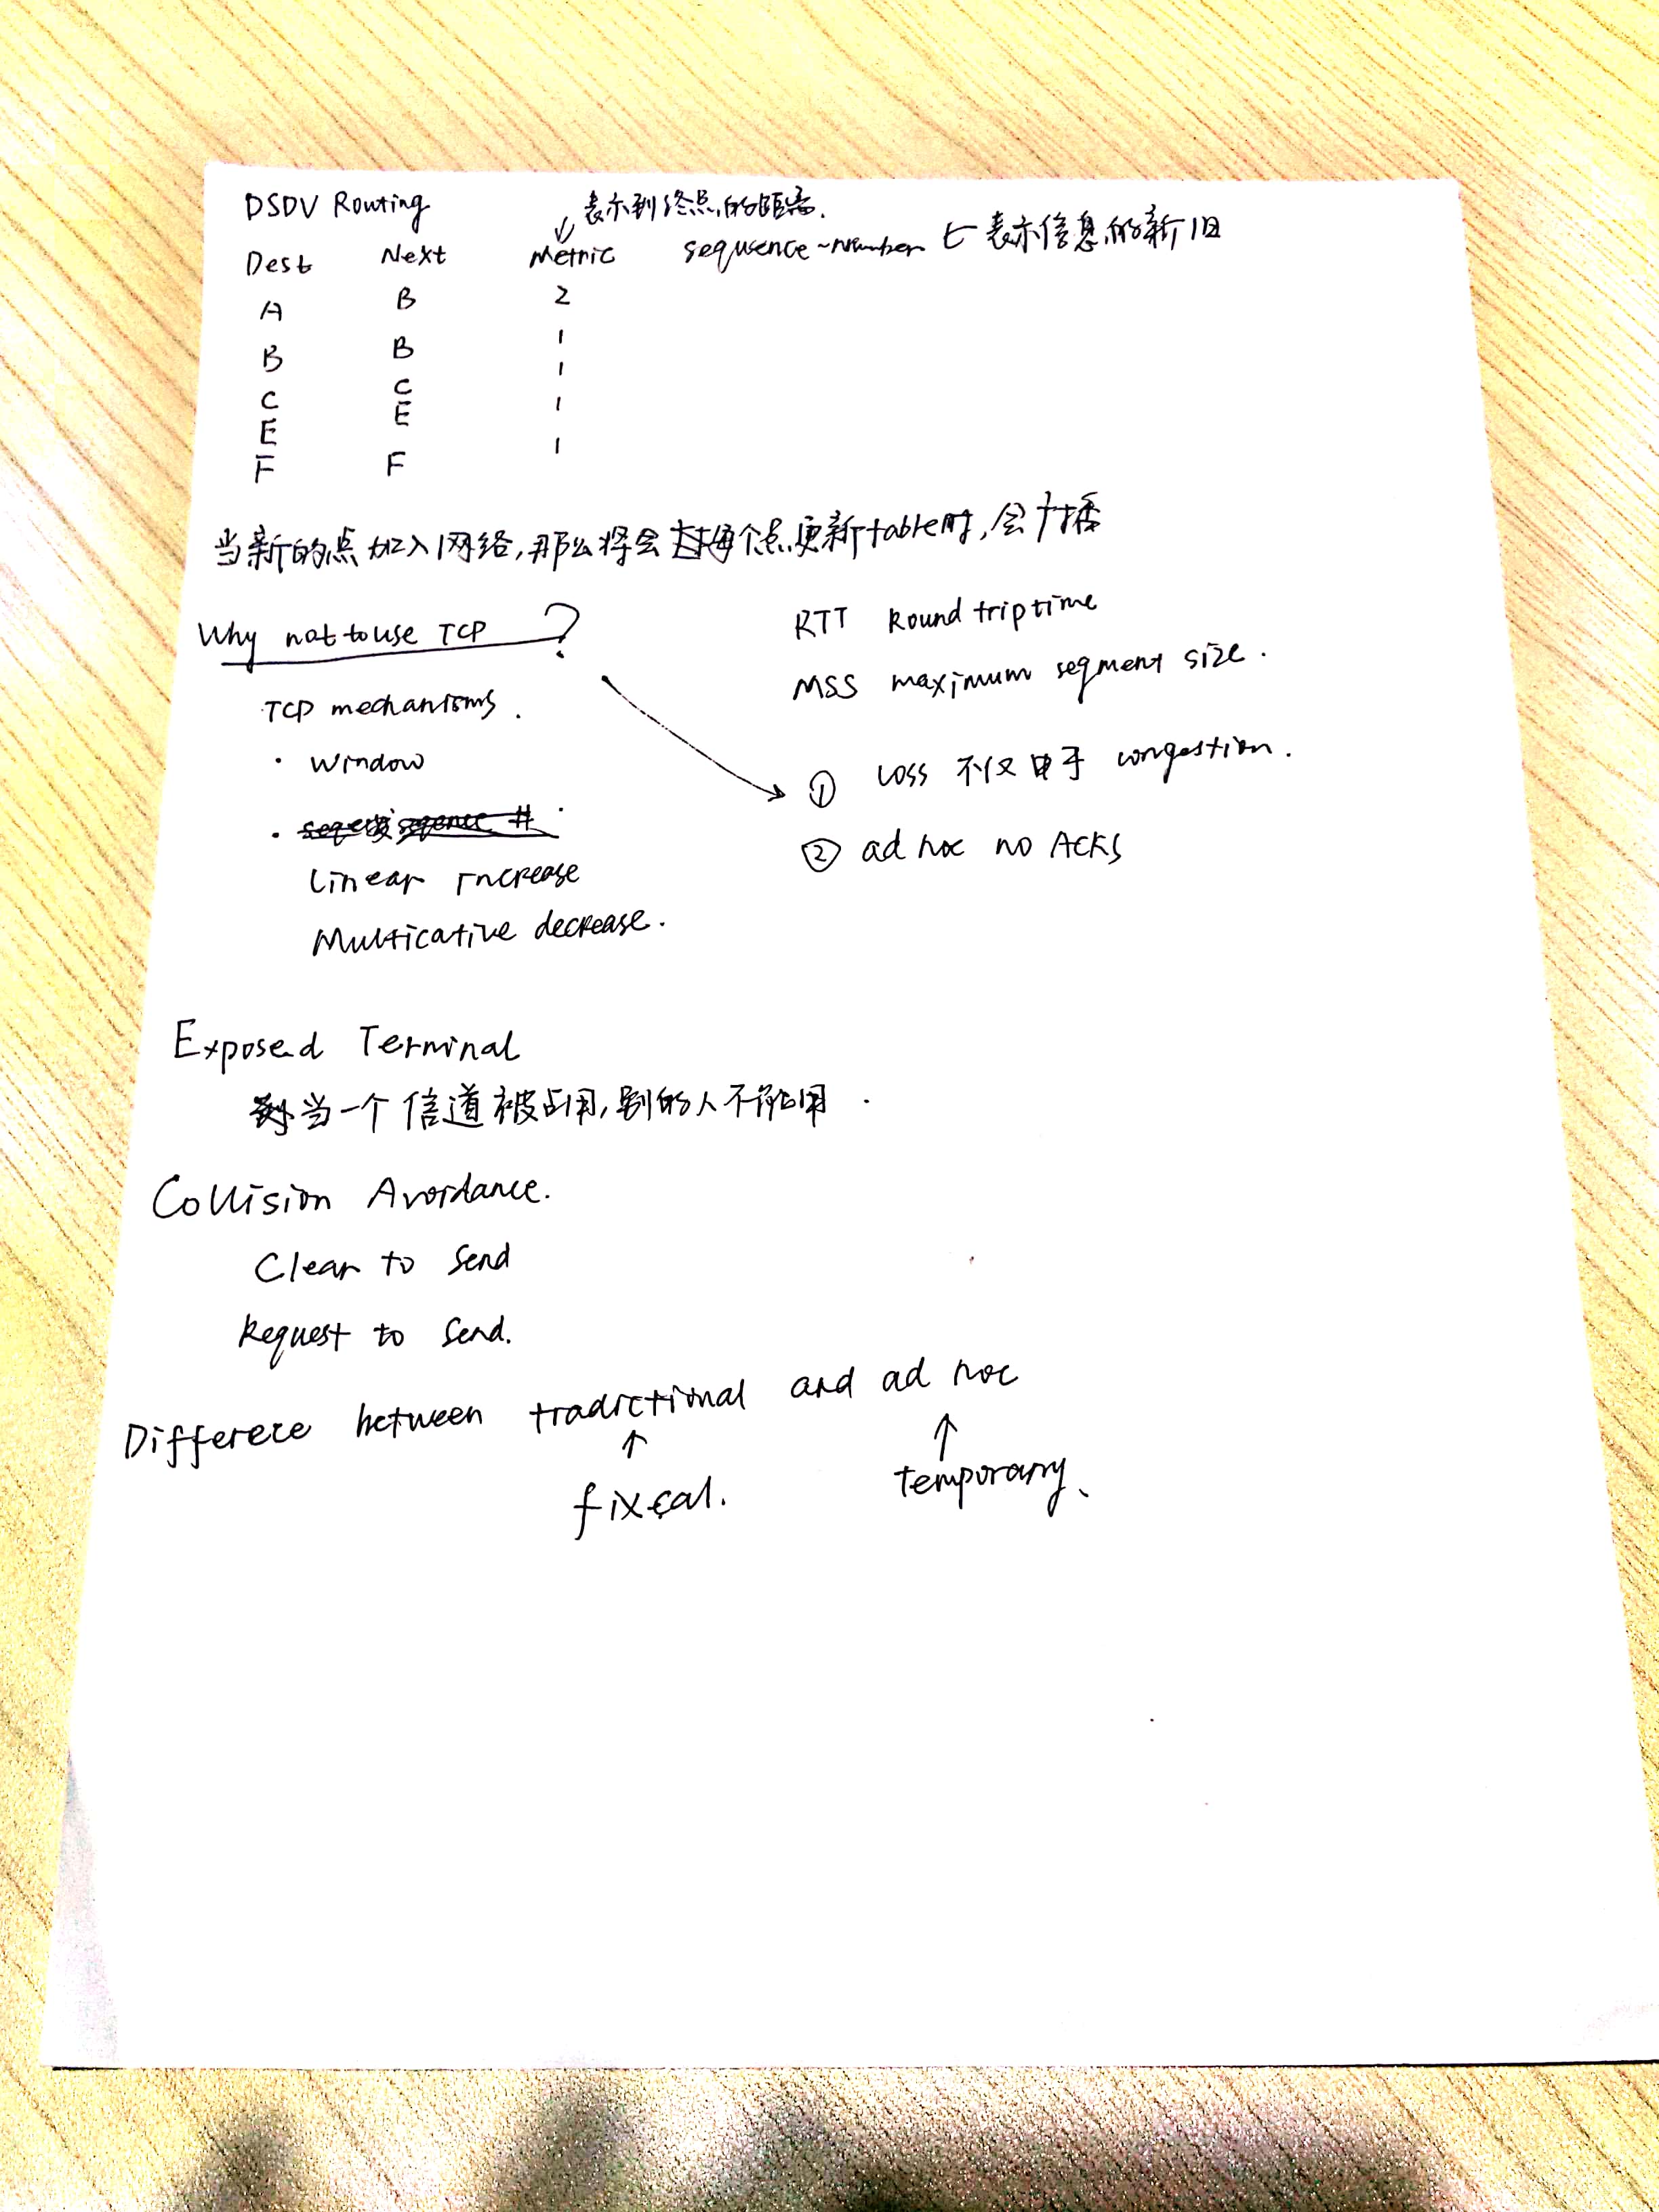 DSDV Routing
表示到终点的距离.
Dest Next Metric sequsence-Number ← 表示信息的新旧
A B 2
B B 1
C C 1
E E 1
F F 1
当新的点加入网络,那么将会每个点更新table时,会广播
Why not to use TCP ?
RTT Round trip time
MSS maximum segment size.
TCP mechanisms.
· Window
① Loss 不仅由于 congestion.
② ad hoc no ACKs
Linear Increase
Multicative decrease.
Exposed Terminal
当一个信道被占用,别的人不能占用.
Collision Avoidance.
Clear to Send
Request to Send.
Differece between tradictional and ad hoc
↑ ↑
temporary、